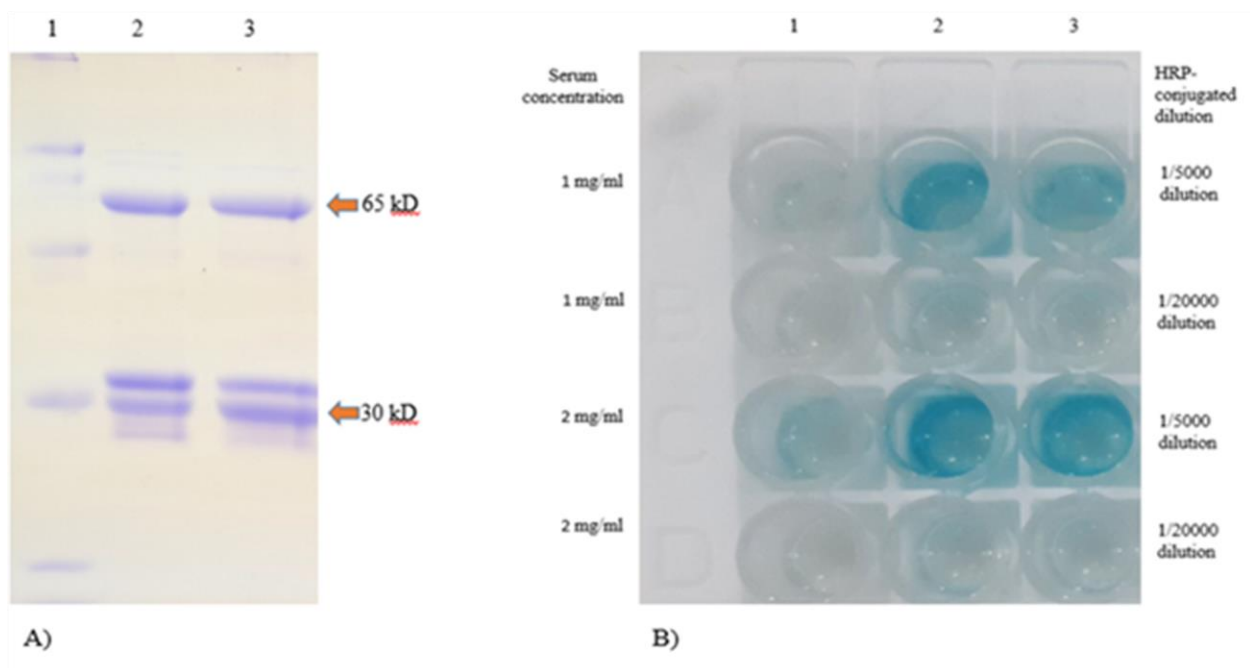 1 2 3
65 kD
30 kD
A)
1 2 3
Serum
concentration
HRP-
conjugated
dilution
1 mg/ml
1/5000
dilution
1 mg/ml
1/20000
dilution
2 mg/ml
1/5000
dilution
2 mg/ml
1/20000
dilution
A
B
C
D
B)